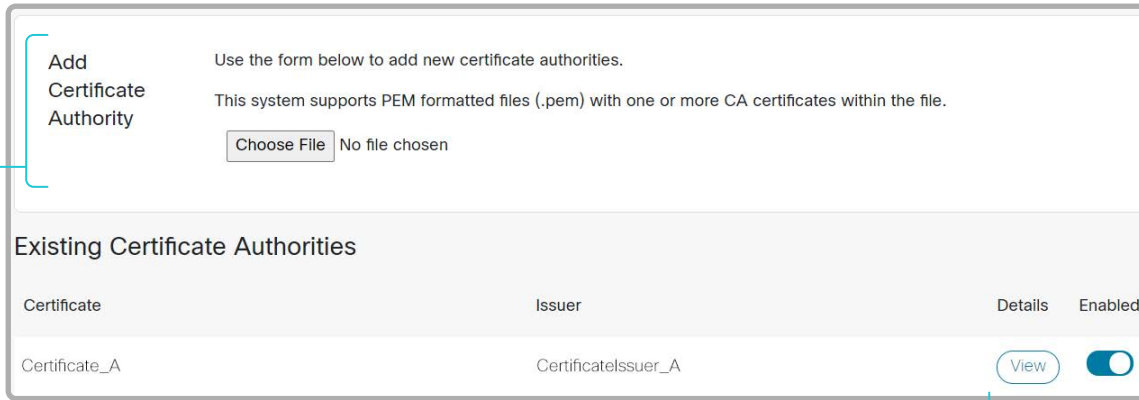 Add
Certificate
Authority
Use the form below to add new certificate authorities.
This system supports PEM formatted files (.pem) with one or more CA certificates within the file.
Choose File No file chosen
Existing Certificate Authorities
Certificate Issuer Details Enabled
Certificate_A CertificateIssuer_A View